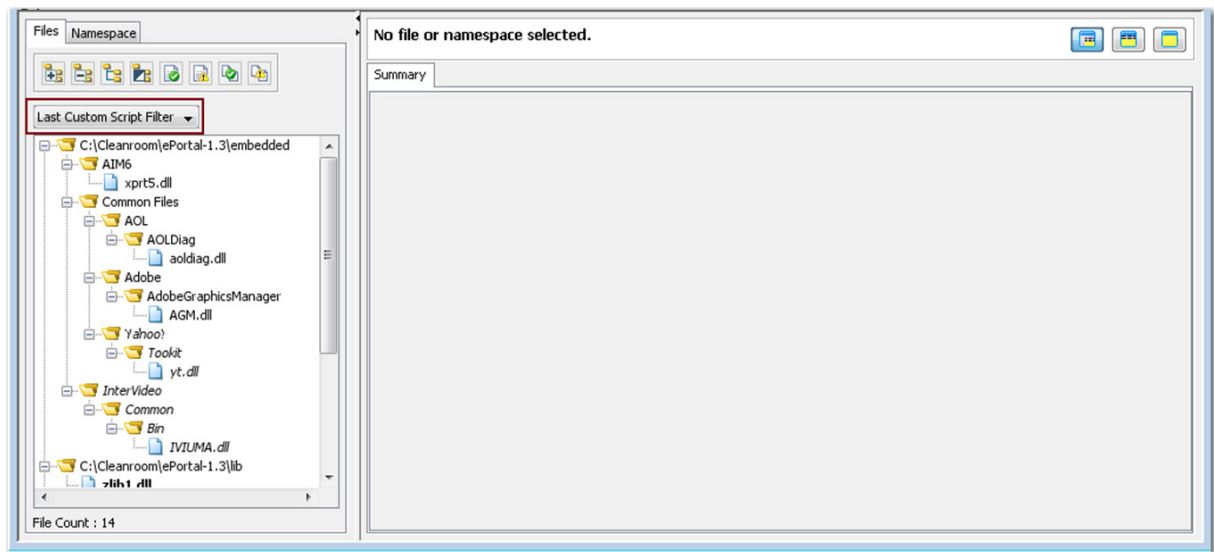 Files Namespace
No file or namespace selected.
Summary
Last Custom Script Filter
C:\Cleanroom\ePortal-1.3\embedded
AIM6
xprt5.dll
Common Files
AOL
AOLDiag
aoldiag.dll
Adobe
AdobeGraphicsManager
AGM.dll
Yahoo!
Tookit
yt.dll
InterVideo
Common
Bin
IVIUMA.dll
C:\Cleanroom\ePortal-1.3\lib
zlib1.dll
File Count : 14